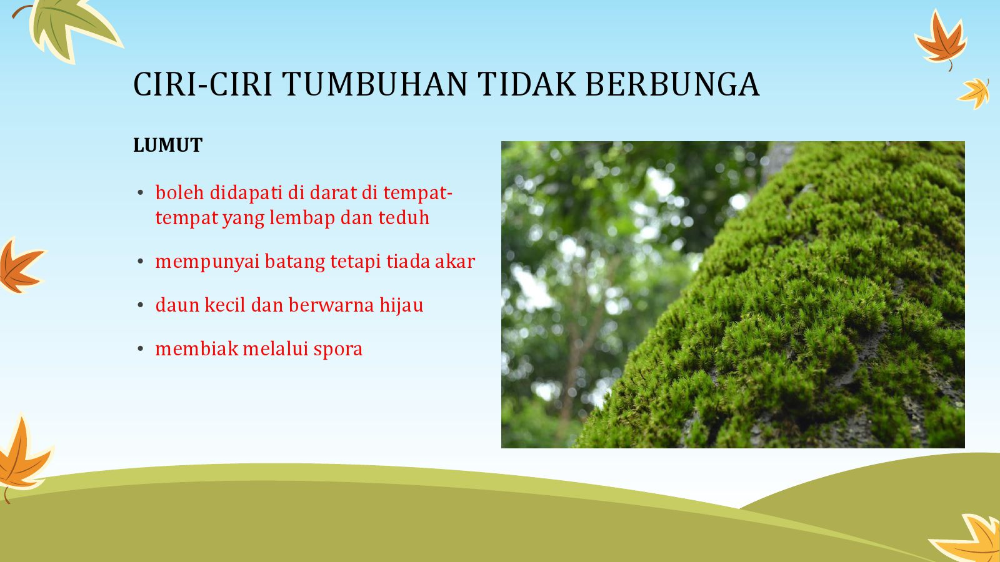 CIRI-CIRI TUMBUHAN TIDAK BERBUNGA
LUMUT
• boleh didapati di darat di tempat-
tempat yang lembap dan teduh
• mempunyai batang tetapi tiada akar
• daun kecil dan berwarna hijau
• membiak melalui spora